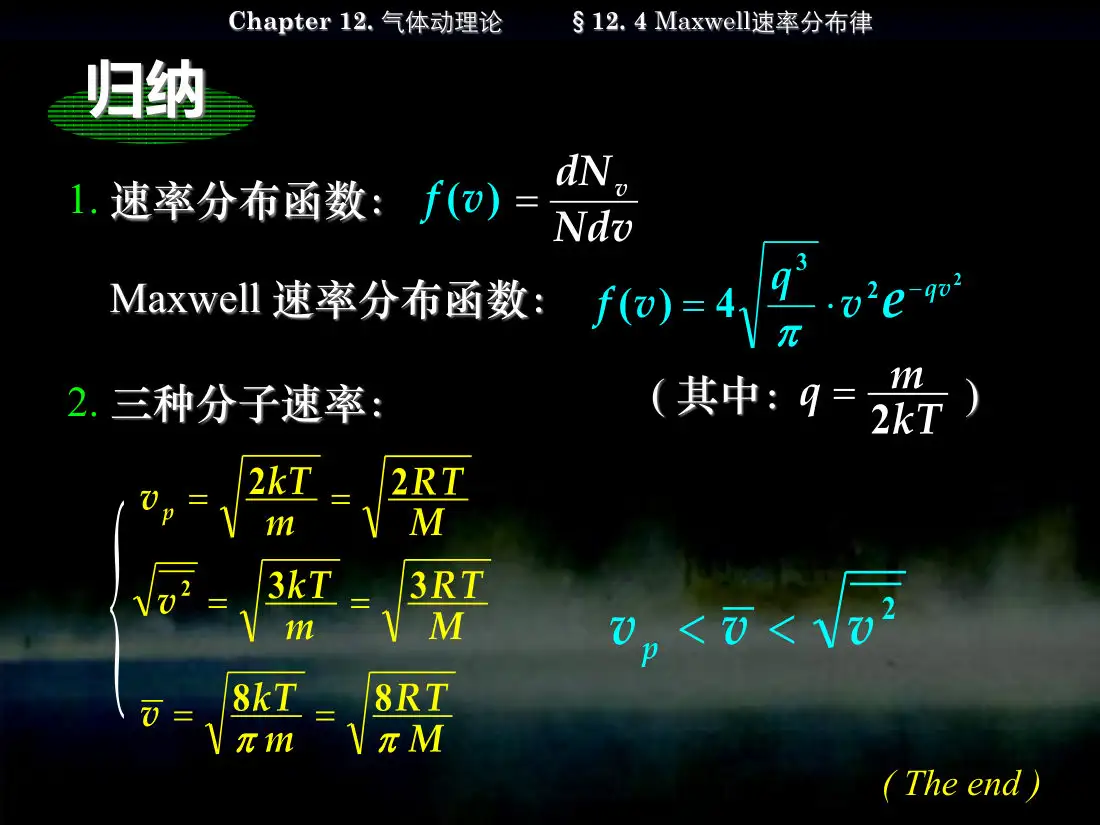 Chapter 12. 气体动理论 §12. 4 Maxwell速率分布律
归纳
1. 速率分布函数: f(v) = dN_v / Ndv
Maxwell 速率分布函数: f(v) = 4√(q³/π) · v² e^(−qv²)
2. 三种分子速率: ( 其中: q = m / 2kT )
v_p = √(2kT/m) = √(2RT/M)
√(v̅²) = √(3kT/m) = √(3RT/M)
v̅ = √(8kT/πm) = √(8RT/πM)
v_p < v̅ < √(v̅²)
( The end )